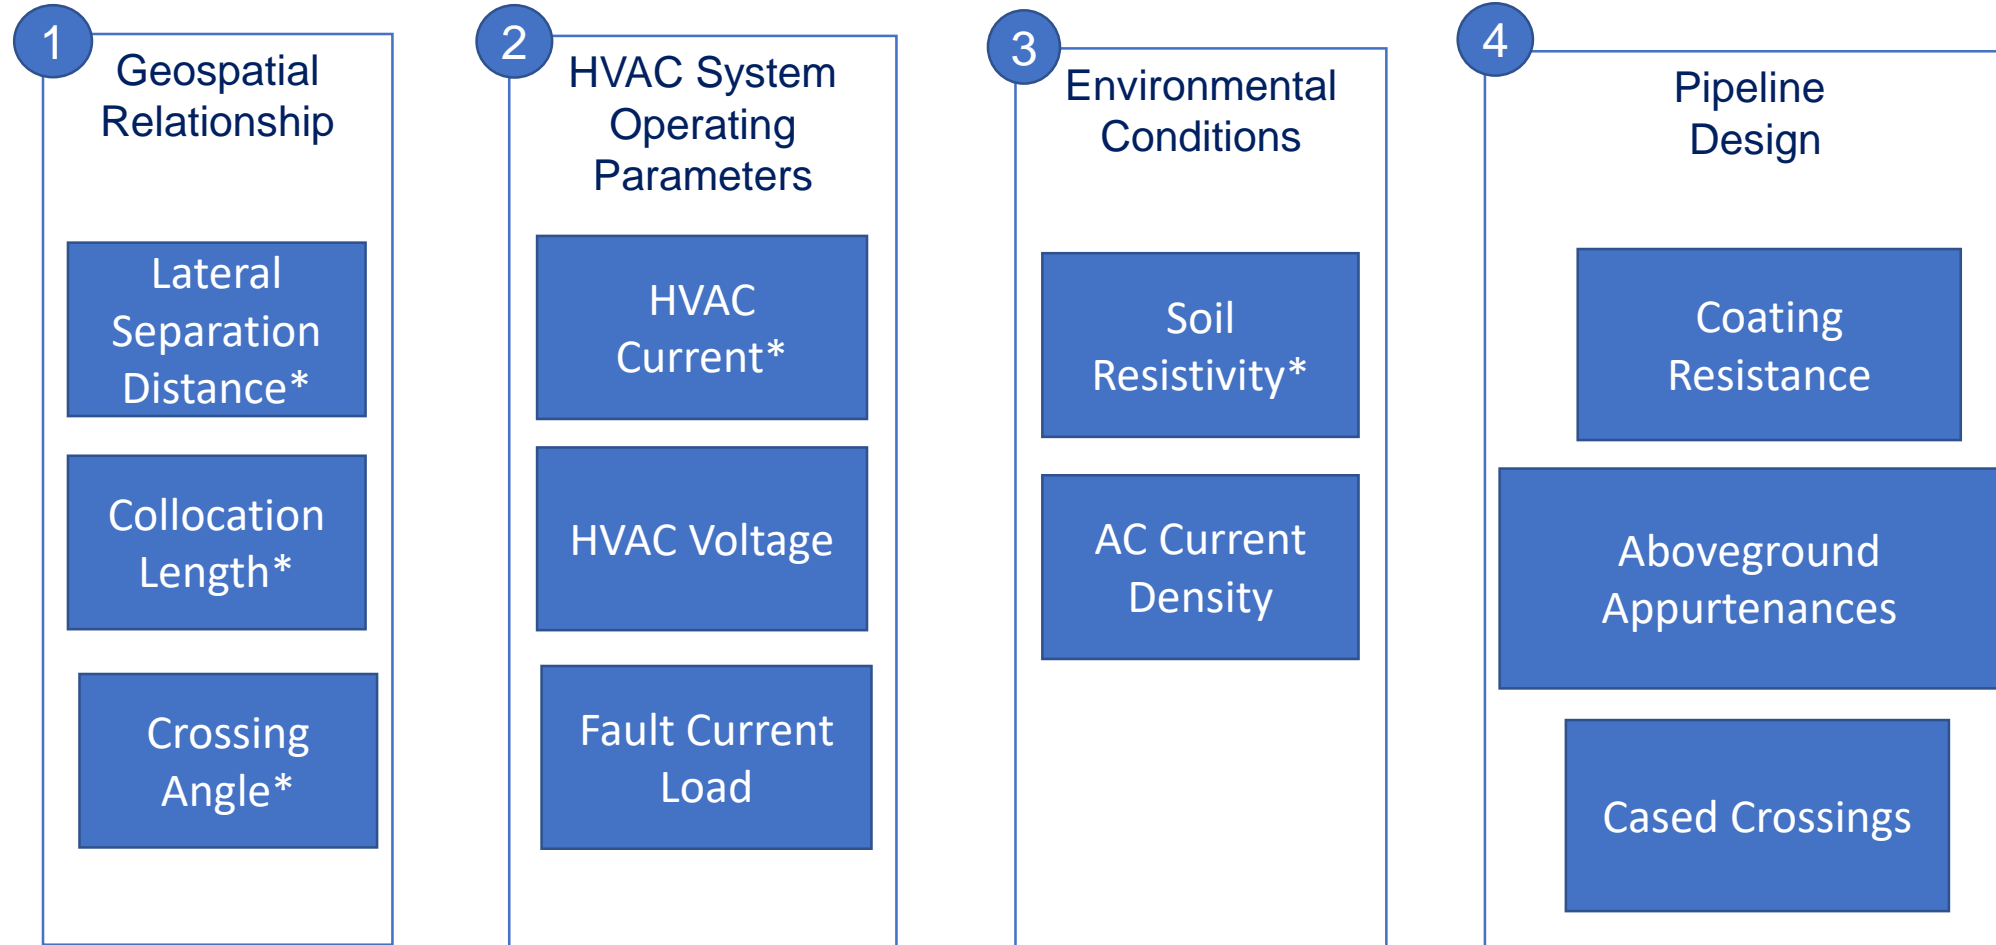 1
Geospatial
Relationship
Lateral
Separation
Distance*
Collocation
Length*
Crossing
Angle*
2
HVAC System
Operating
Parameters
HVAC
Current*
HVAC Voltage
Fault Current
Load
3
Environmental
Conditions
Soil
Resistivity*
AC Current
Density
4
Pipeline
Design
Coating
Resistance
Aboveground
Appurtenances
Cased Crossings